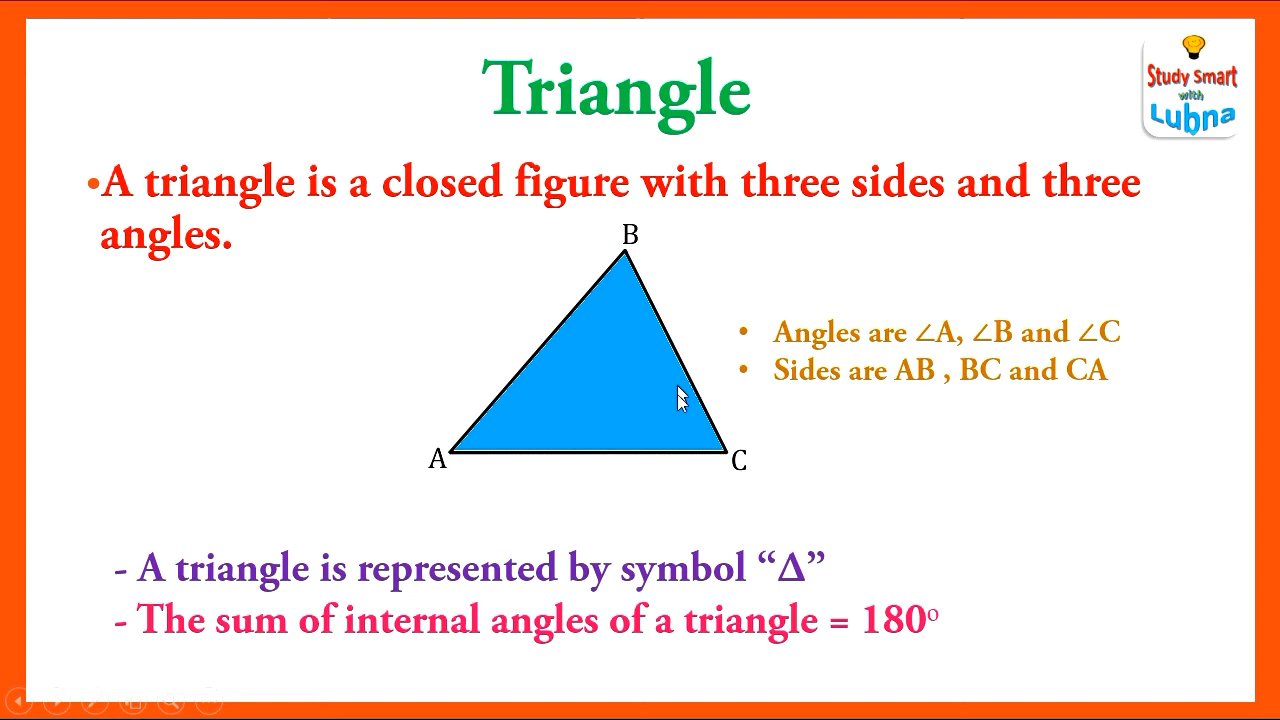 Triangle
Study Smart
with
Lubna
•A triangle is a closed figure with three sides and three
angles.
B
• Angles are ∠A, ∠B and ∠C
• Sides are AB , BC and CA
A
C
- A triangle is represented by symbol “Δ”
- The sum of internal angles of a triangle = 180º